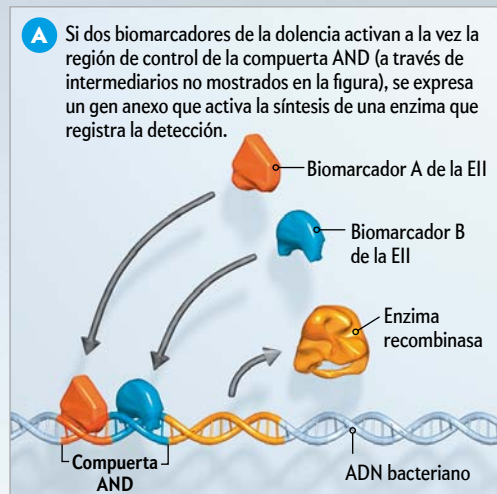 A
Si dos biomarcadores de la dolencia activan a la vez la
región de control de la compuerta AND (a través de
intermediarios no mostrados en la figura), se expresa
un gen anexo que activa la síntesis de una enzima que
registra la detección.
Biomarcador A de la EII
Biomarcador B
de la EII
Enzima
recombinasa
Compuerta
AND
ADN bacteriano